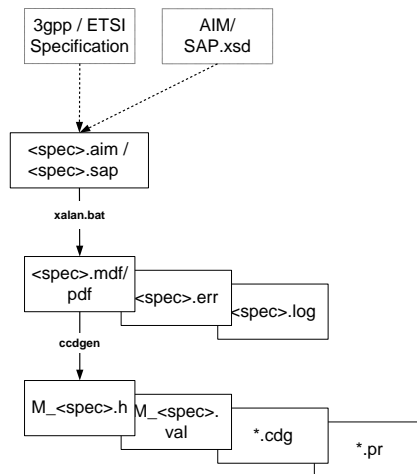 3gpp / ETSI
Specification
AIM/
SAP.xsd
<spec>.aim /
<spec>.sap
xalan.bat
<spec>.mdf/
pdf
<spec>.err
<spec>.log
ccdgen
M_<spec>.h
M_<spec>.
val
*.cdg
*.pr